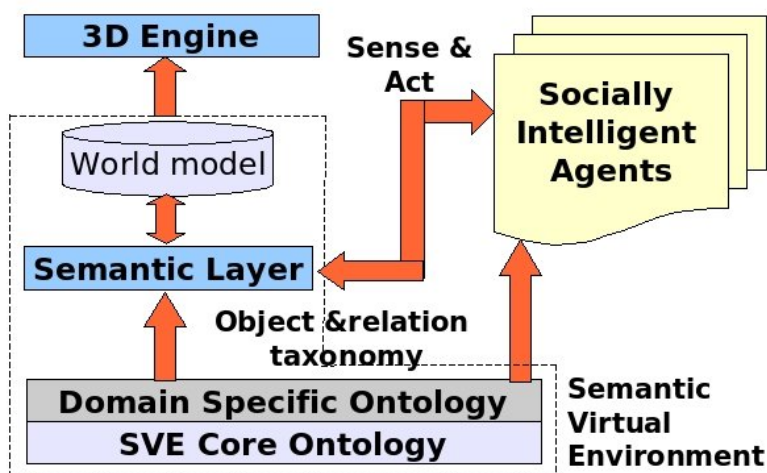 3D Engine
Sense &
Act
Socially
Intelligent
Agents
World model
Semantic Layer
Object &relation
taxonomy
Domain Specific Ontology
SVE Core Ontology
Semantic
Virtual
Environment